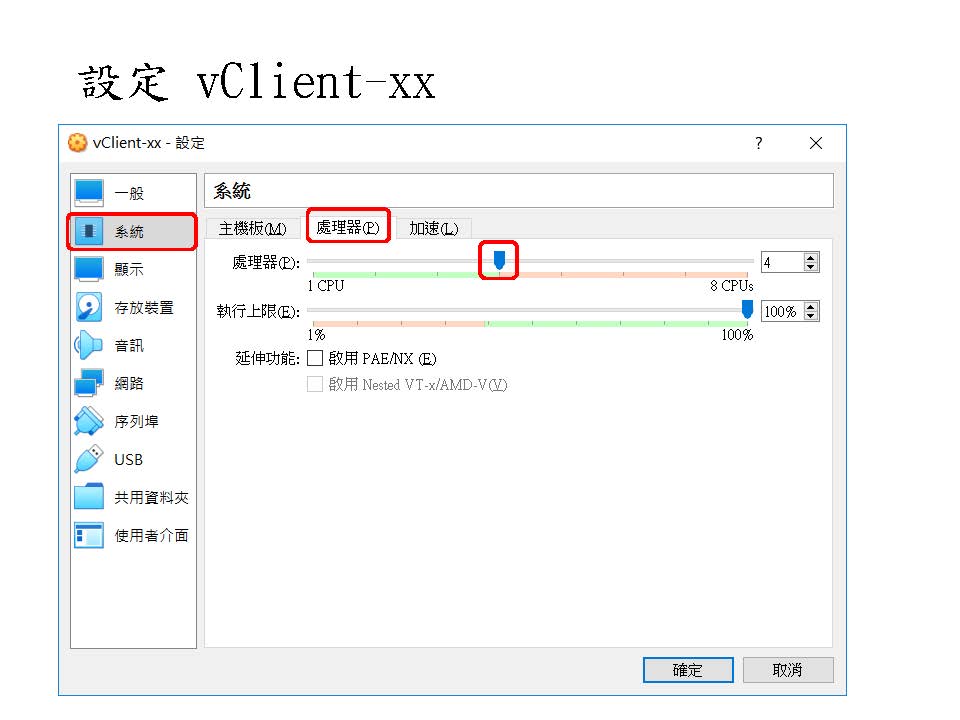 設定 vClient-xx
vClient-xx - 設定
?
一般
系統
顯示
存放裝置
音訊
網路
序列埠
USB
共用資料夾
使用者介面
系統
主機板(M) 處理器(P) 加速(L)
處理器(P): 4
1 CPU 8 CPUs
執行上限(E): 100%
1% 100%
延伸功能: 啟用 PAE/NX (E)
啟用 Nested VT-x/AMD-V(V)
確定 取消